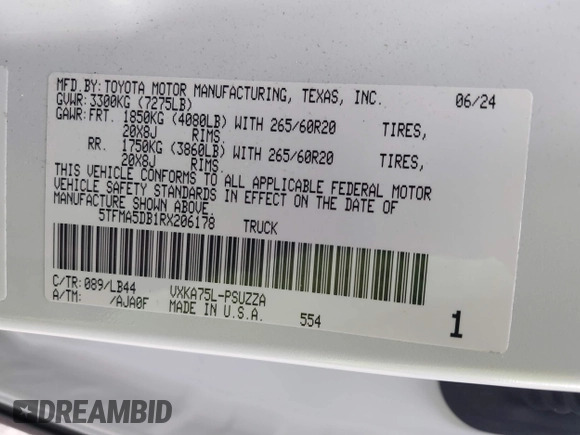 MFD.BY:TOYOTA MOTOR MANUFACTURING, TEXAS, INC. 06/24
GVWR:3300KG (7275LB)
GAWR:FRT. 1850KG (4080LB) WITH 265/60R20 TIRES,
20X8J RIMS.
RR. 1750KG (3860LB) WITH 265/60R20 TIRES,
20X8J RIMS.
THIS VEHICLE CONFORMS TO ALL APPLICABLE FEDERAL MOTOR
VEHICLE SAFETY STANDARDS IN EFFECT ON THE DATE OF
MANUFACTURE SHOWN ABOVE.
5TFMA5DB1RX206178 TRUCK
C/TR:089/LB44 VXKA75L-PSUZZA
A/TM: /AJA0F MADE IN U.S.A. 554 1
DREAMBID